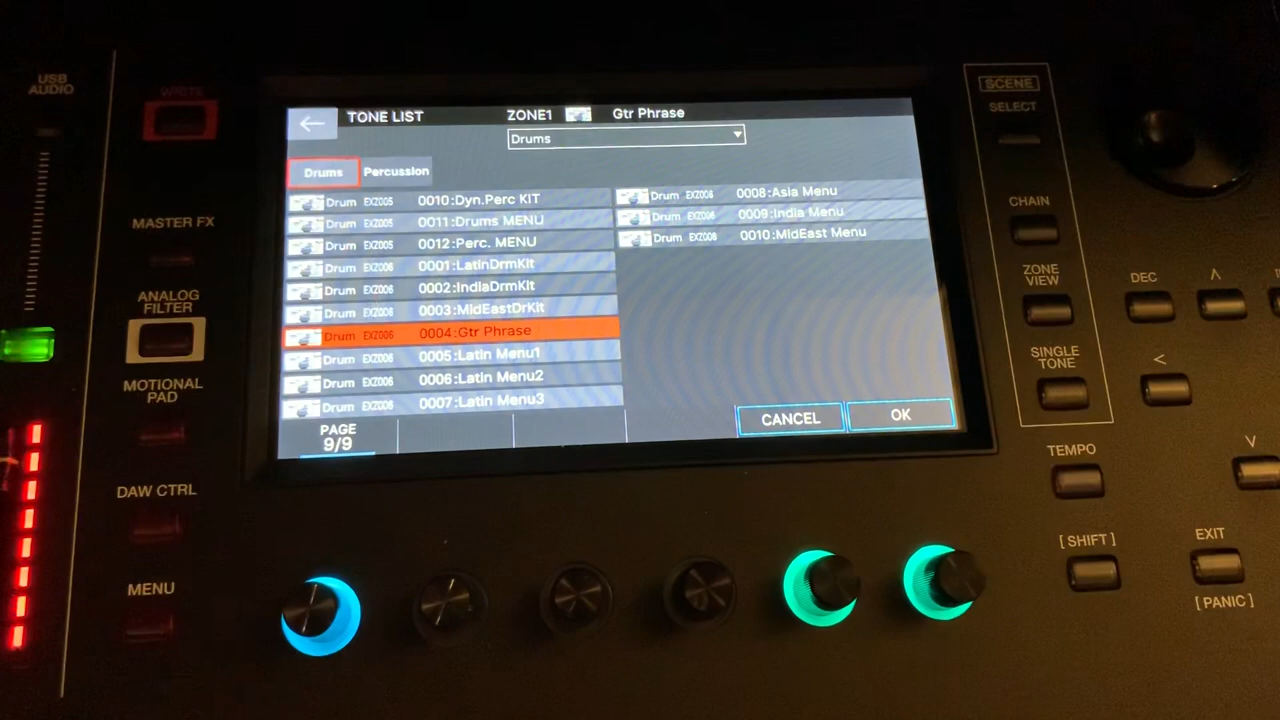 USB
AUDIO
WRITE
MASTER FX
ANALOG
FILTER
MOTIONAL
PAD
DAW CTRL
MENU
TONE LIST ZONE1 Gtr Phrase
Drums
Drums Percussion
Drum EXZ005 0010:Dyn.Perc KIT
Drum EXZ005 0011:Drums MENU
Drum EXZ005 0012:Perc. MENU
Drum EXZ006 0001:LatinDrmKit
Drum EXZ006 0002:IndiaDrmKit
Drum EXZ006 0003:MidEastDrKit
Drum EXZ006 0004:Gtr Phrase
Drum EXZ006 0005:Latin Menu1
Drum EXZ006 0006:Latin Menu2
Drum EXZ006 0007:Latin Menu3
Drum EXZ006 0008:Asia Menu
Drum EXZ006 0009:India Menu
Drum EXZ006 0010:MidEast Menu
PAGE
9/9
CANCEL OK
SCENE
SELECT
CHAIN
ZONE
VIEW
SINGLE
TONE
TEMPO
[SHIFT]
DEC
EXIT
[PANIC]